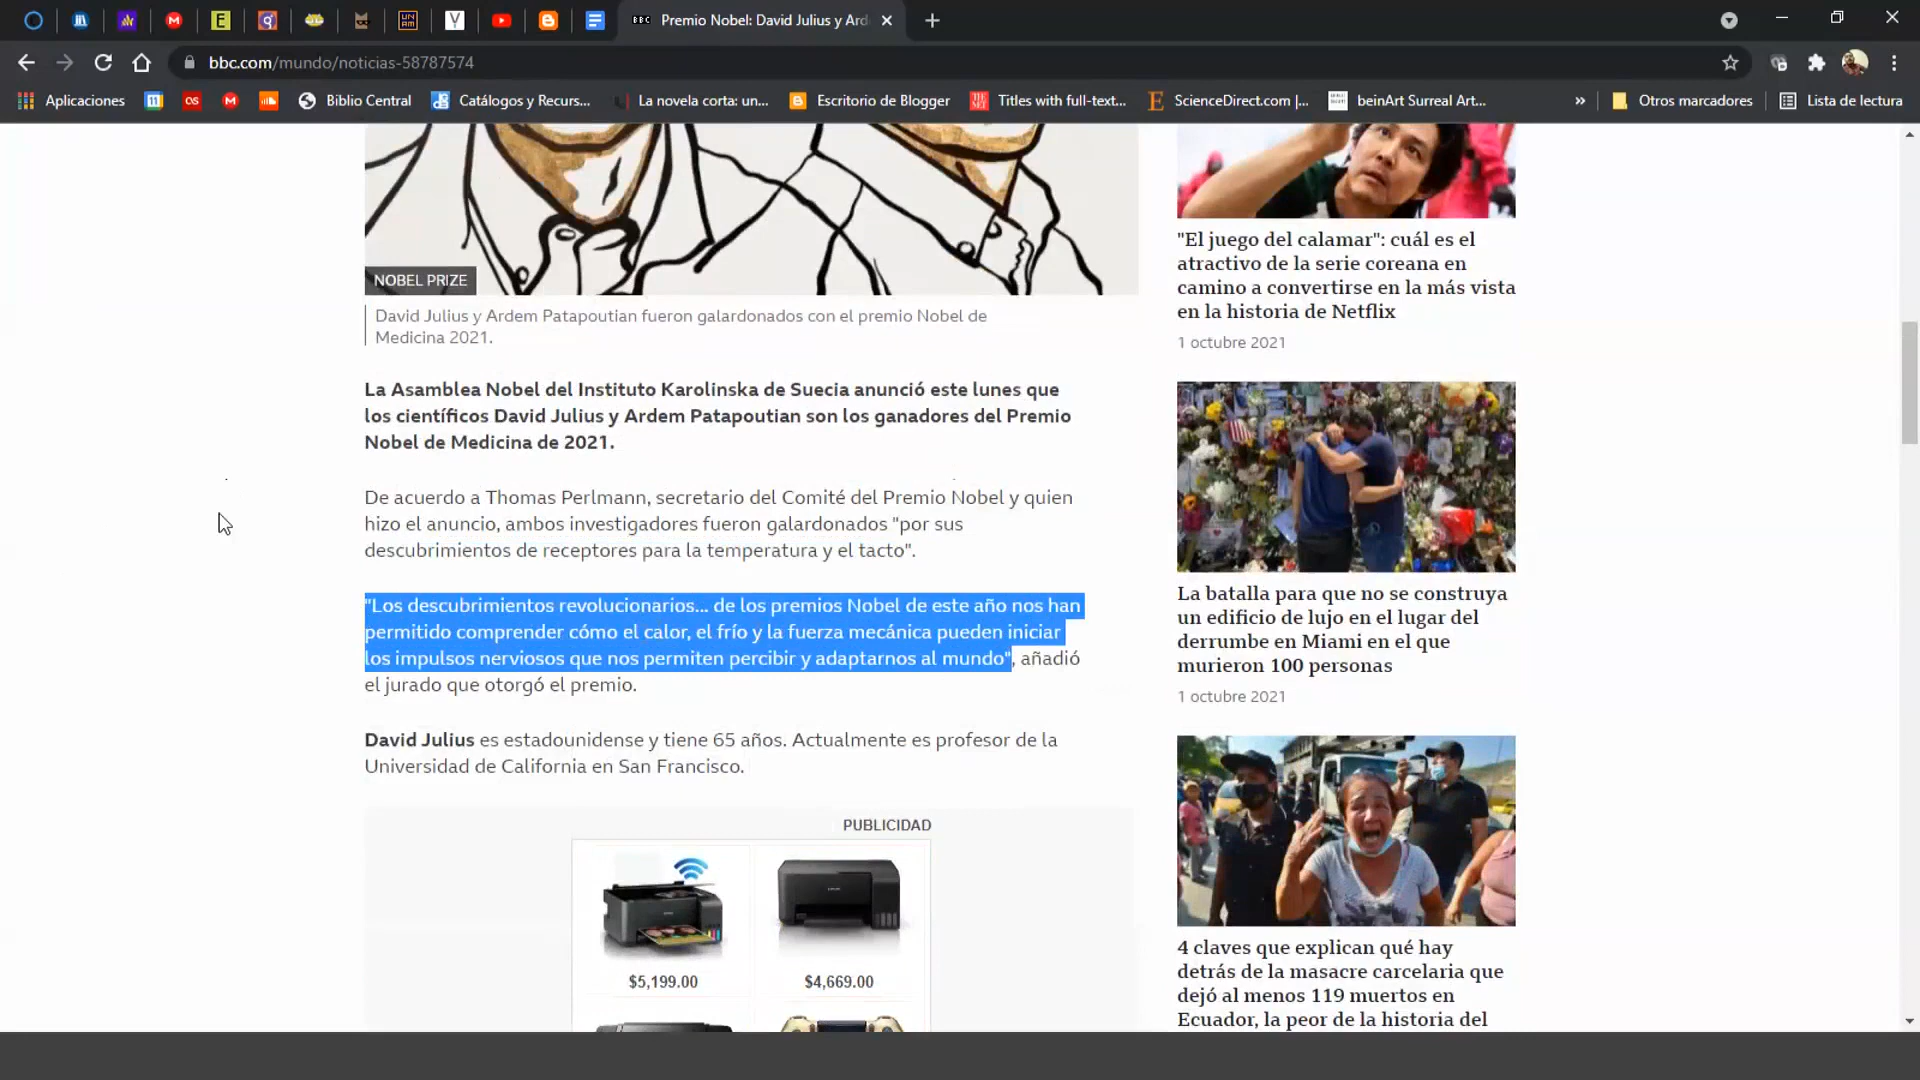 Premio Nobel: David Julius y Ard
bbc.com/mundo/noticias-58787574
Aplicaciones
Biblio Central
Catálogos y Recurs...
La novela corta: un...
Escritorio de Blogger
Titles with full-text...
ScienceDirect.com |...
beinArt Surreal Art...
»
Otros marcadores
Lista de lectura
NOBEL PRIZE
David Julius y Ardem Patapoutian fueron galardonados con el premio Nobel de
Medicina 2021.
La Asamblea Nobel del Instituto Karolinska de Suecia anunció este lunes que
los científicos David Julius y Ardem Patapoutian son los ganadores del Premio
Nobel de Medicina de 2021.
De acuerdo a Thomas Perlmann, secretario del Comité del Premio Nobel y quien
hizo el anuncio, ambos investigadores fueron galardonados "por sus
descubrimientos de receptores para la temperatura y el tacto".
"Los descubrimientos revolucionarios... de los premios Nobel de este año nos han
permitido comprender cómo el calor, el frío y la fuerza mecánica pueden iniciar
los impulsos nerviosos que nos permiten percibir y adaptarnos al mundo", añadió
el jurado que otorgó el premio.
David Julius es estadounidense y tiene 65 años. Actualmente es profesor de la
Universidad de California en San Francisco.
PUBLICIDAD
$5,199.00
$4,669.00
"El juego del calamar": cuál es el
atractivo de la serie coreana en
camino a convertirse en la más vista
en la historia de Netflix
1 octubre 2021
La batalla para que no se construya
un edificio de lujo en el lugar del
derrumbe en Miami en el que
murieron 100 personas
1 octubre 2021
4 claves que explican qué hay
detrás de la masacre carcelaria que
dejó al menos 119 muertos en
Ecuador, la peor de la historia del